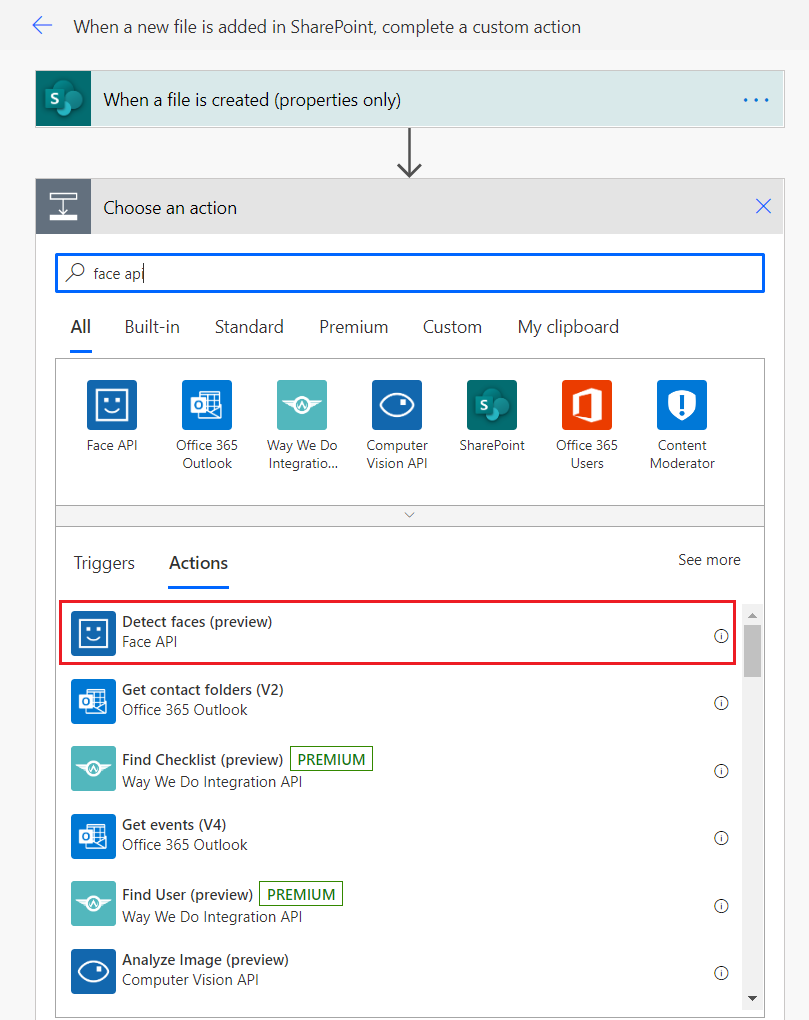 When a new file is added in SharePoint, complete a custom action
When a file is created (properties only)
Choose an action
face api
All Built-in Standard Premium Custom My clipboard
Face API
Office 365
Outlook
Way We Do
Integratio...
Computer
Vision API
SharePoint
Office 365
Users
Content
Moderator
Triggers Actions See more
Detect faces (preview)
Face API
Get contact folders (V2)
Office 365 Outlook
Find Checklist (preview) PREMIUM
Way We Do Integration API
Get events (V4)
Office 365 Outlook
Find User (preview) PREMIUM
Way We Do Integration API
Analyze Image (preview)
Computer Vision API